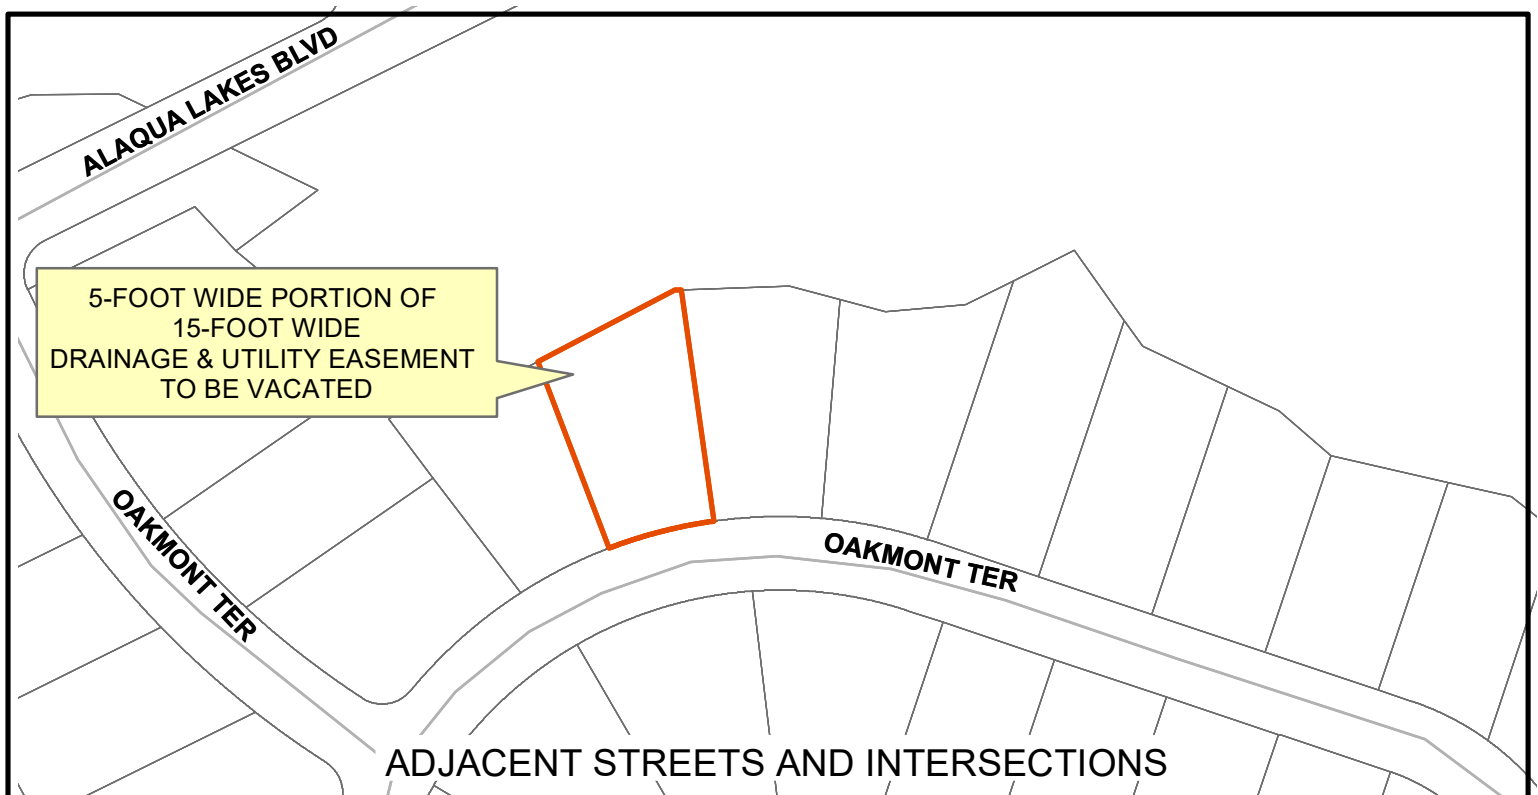 ALAQUA LAKES BLVD
5-FOOT WIDE PORTION OF
15-FOOT WIDE
DRAINAGE & UTILITY EASEMENT
TO BE VACATED
OAKMONT TER
OAKMONT TER
ADJACENT STREETS AND INTERSECTIONS